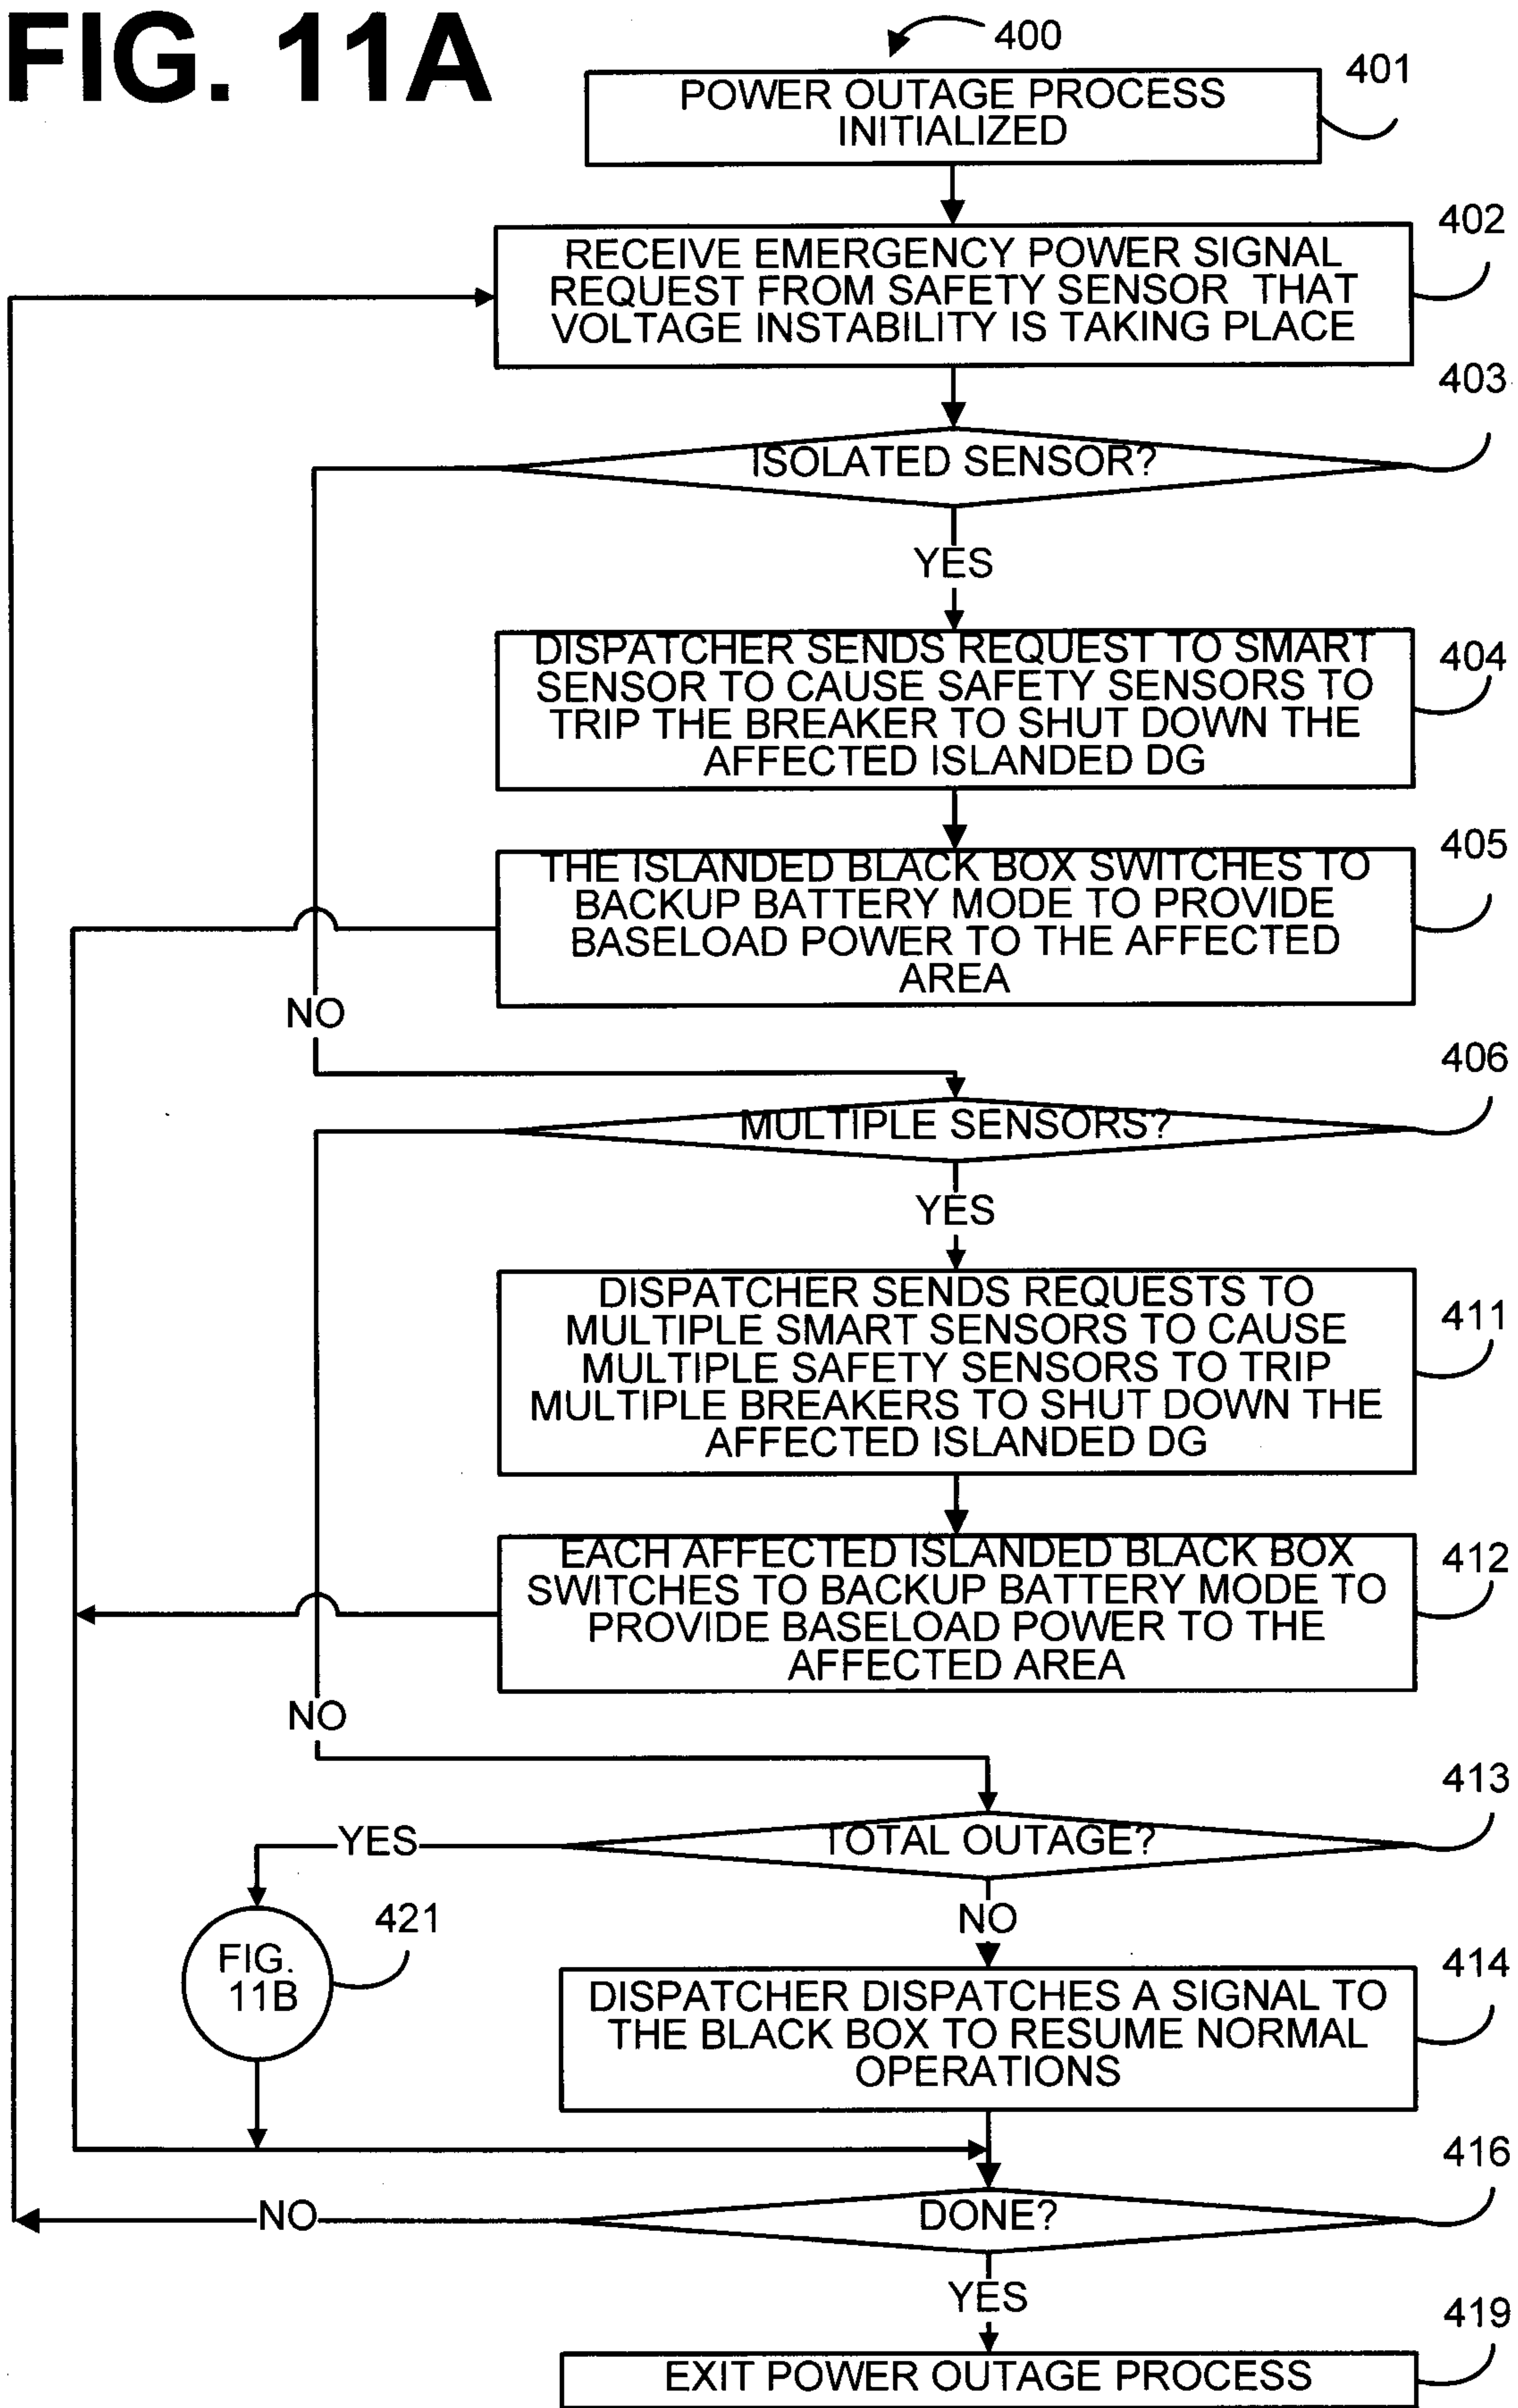 FIG. 11A
400
401
POWER OUTAGE PROCESS
INITIALIZED
402
RECEIVE EMERGENCY POWER SIGNAL
REQUEST FROM SAFETY SENSOR THAT
VOLTAGE INSTABILITY IS TAKING PLACE
403
ISOLATED SENSOR?
YES
404
DISPATCHER SENDS REQUEST TO SMART
SENSOR TO CAUSE SAFETY SENSORS TO
TRIP THE BREAKER TO SHUT DOWN THE
AFFECTED ISLANDED DG
405
THE ISLANDED BLACK BOX SWITCHES TO
BACKUP BATTERY MODE TO PROVIDE
BASELOAD POWER TO THE AFFECTED
AREA
NO
406
MULTIPLE SENSORS?
YES
411
DISPATCHER SENDS REQUESTS TO
MULTIPLE SMART SENSORS TO CAUSE
MULTIPLE SAFETY SENSORS TO TRIP
MULTIPLE BREAKERS TO SHUT DOWN THE
AFFECTED ISLANDED DG
412
EACH AFFECTED ISLANDED BLACK BOX
SWITCHES TO BACKUP BATTERY MODE TO
PROVIDE BASELOAD POWER TO THE
AFFECTED AREA
NO
413
TOTAL OUTAGE?
YES
NO
421
FIG.
11B
414
DISPATCHER DISPATCHES A SIGNAL TO
THE BLACK BOX TO RESUME NORMAL
OPERATIONS
416
DONE?
NO
YES
419
EXIT POWER OUTAGE PROCESS